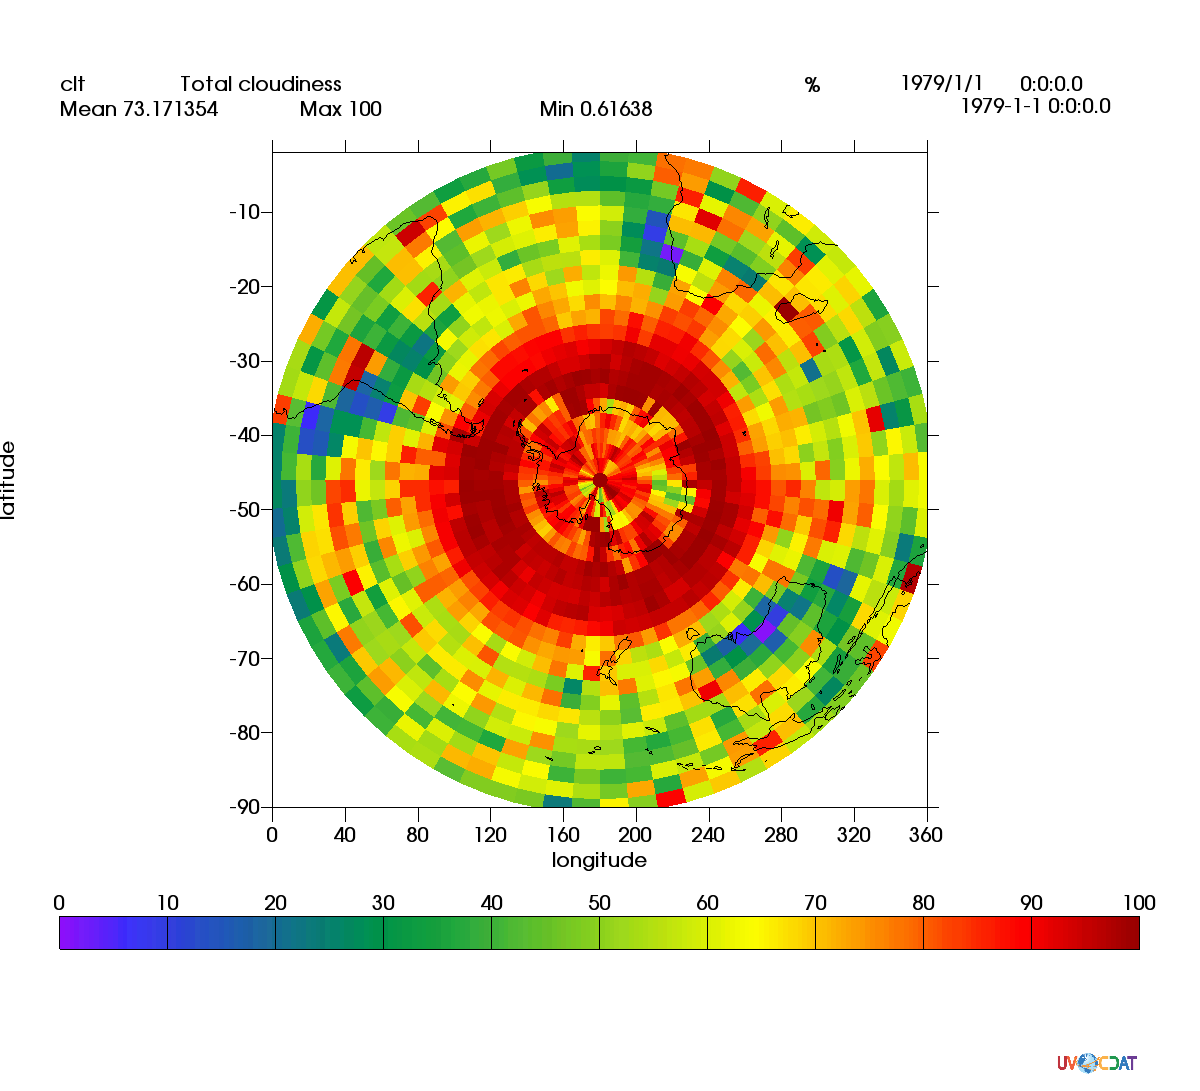 clt Total cloudiness % 1979/1/1 0:0:0.0
Mean 73.171354 Max 100 Min 0.61638 1979-1-1 0:0:0.0
-10
-20
-30
-40
-50
-60
-70
-80
-90
latitude
0 40 80 120 160 200 240 280 320 360
longitude
0 10 20 30 40 50 60 70 80 90 100
UV CDAT